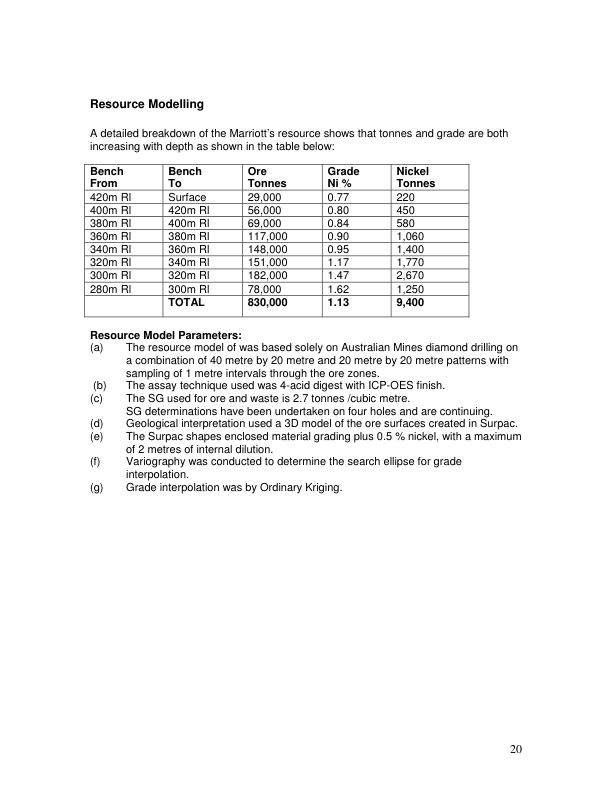 Resource Modelling
A detailed breakdown of the Marriott's resource shows that tonnes and grade are both
increasing with depth as shown in the table below:
Bench From Bench To Ore Tonnes Grade Ni % Nickel Tonnes
420m Rl Surface 29,000 0.77 220
400m Rl 420m Rl 56,000 0.80 450
380m Rl 400m Rl 69,000 0.84 580
360m Rl 380m Rl 117,000 0.90 1,060
340m Rl 360m Rl 148,000 0.95 1,400
320m Rl 340m Rl 151,000 1.17 1,770
300m Rl 320m Rl 182,000 1.47 2,670
280m Rl 300m Rl 78,000 1.62 1,250
TOTAL 830,000 1.13 9,400
Resource Model Parameters:
(a) The resource model of was based solely on Australian Mines diamond drilling on
a combination of 40 metre by 20 metre and 20 metre by 20 metre patterns with
sampling of 1 metre intervals through the ore zones.
(b) The assay technique used was 4-acid digest with ICP-OES finish.
(c) The SG used for ore and waste is 2.7 tonnes /cubic metre.
SG determinations have been undertaken on four holes and are continuing.
(d) Geological interpretation used a 3D model of the ore surfaces created in Surpac.
(e) The Surpac shapes enclosed material grading plus 0.5 % nickel, with a maximum
of 2 metres of internal dilution.
(f) Variography was conducted to determine the search ellipse for grade
interpolation.
(g) Grade interpolation was by Ordinary Kriging.
20